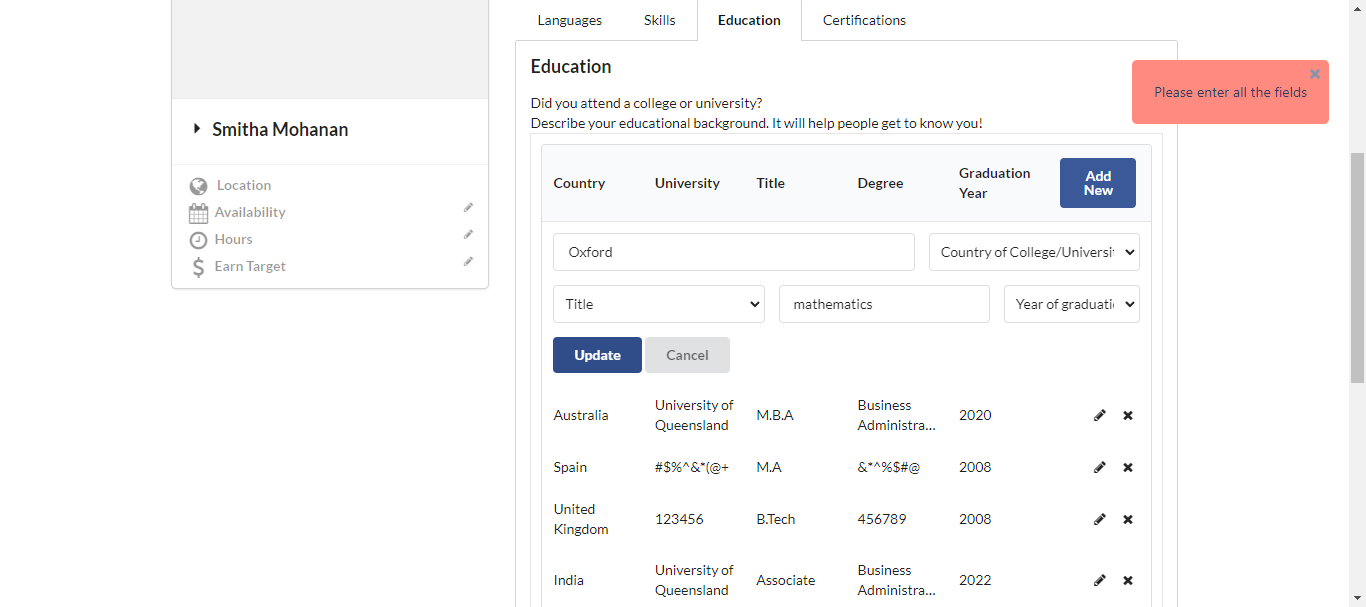 Languages Skills Education Certifications
Education
Please enter all the fields
Did you attend a college or university?
Describe your educational background. It will help people get to know you!
Smitha Mohanan
Location
Availability
Hours
Earn Target
Country University Title Degree Graduation Year Add New
Oxford Country of College/Universit
Title mathematics Year of graduati
Update Cancel
Australia University of Queensland M.B.A Business Administra... 2020
Spain #$%^&*(@+ M.A &*^%$#@ 2008
United Kingdom 123456 B.Tech 456789 2008
India University of Queensland Associate Business Administra... 2022